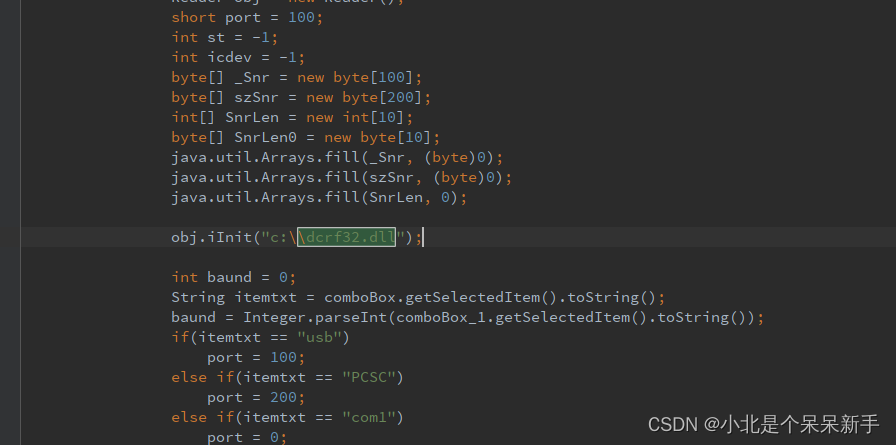 Reader obj = new Reader();
short port = 100;
int st = -1;
int icdev = -1;
byte[] _Snr = new byte[100];
byte[] szSnr = new byte[200];
int[] SnrLen = new int[10];
byte[] SnrLen0 = new byte[10];
java.util.Arrays.fill(_Snr, (byte)0);
java.util.Arrays.fill(szSnr, (byte)0);
java.util.Arrays.fill(SnrLen, 0);
obj.iInit("c:\\dcrf32.dll");
int baund = 0;
String itemtxt = comboBox.getSelectedItem().toString();
baund = Integer.parseInt(comboBox_1.getSelectedItem().toString());
if(itemtxt == "usb")
port = 100;
else if(itemtxt == "PCSC")
port = 200;
else if(itemtxt == "com1")
port = 0;
CSDN @小北是个呆呆新手